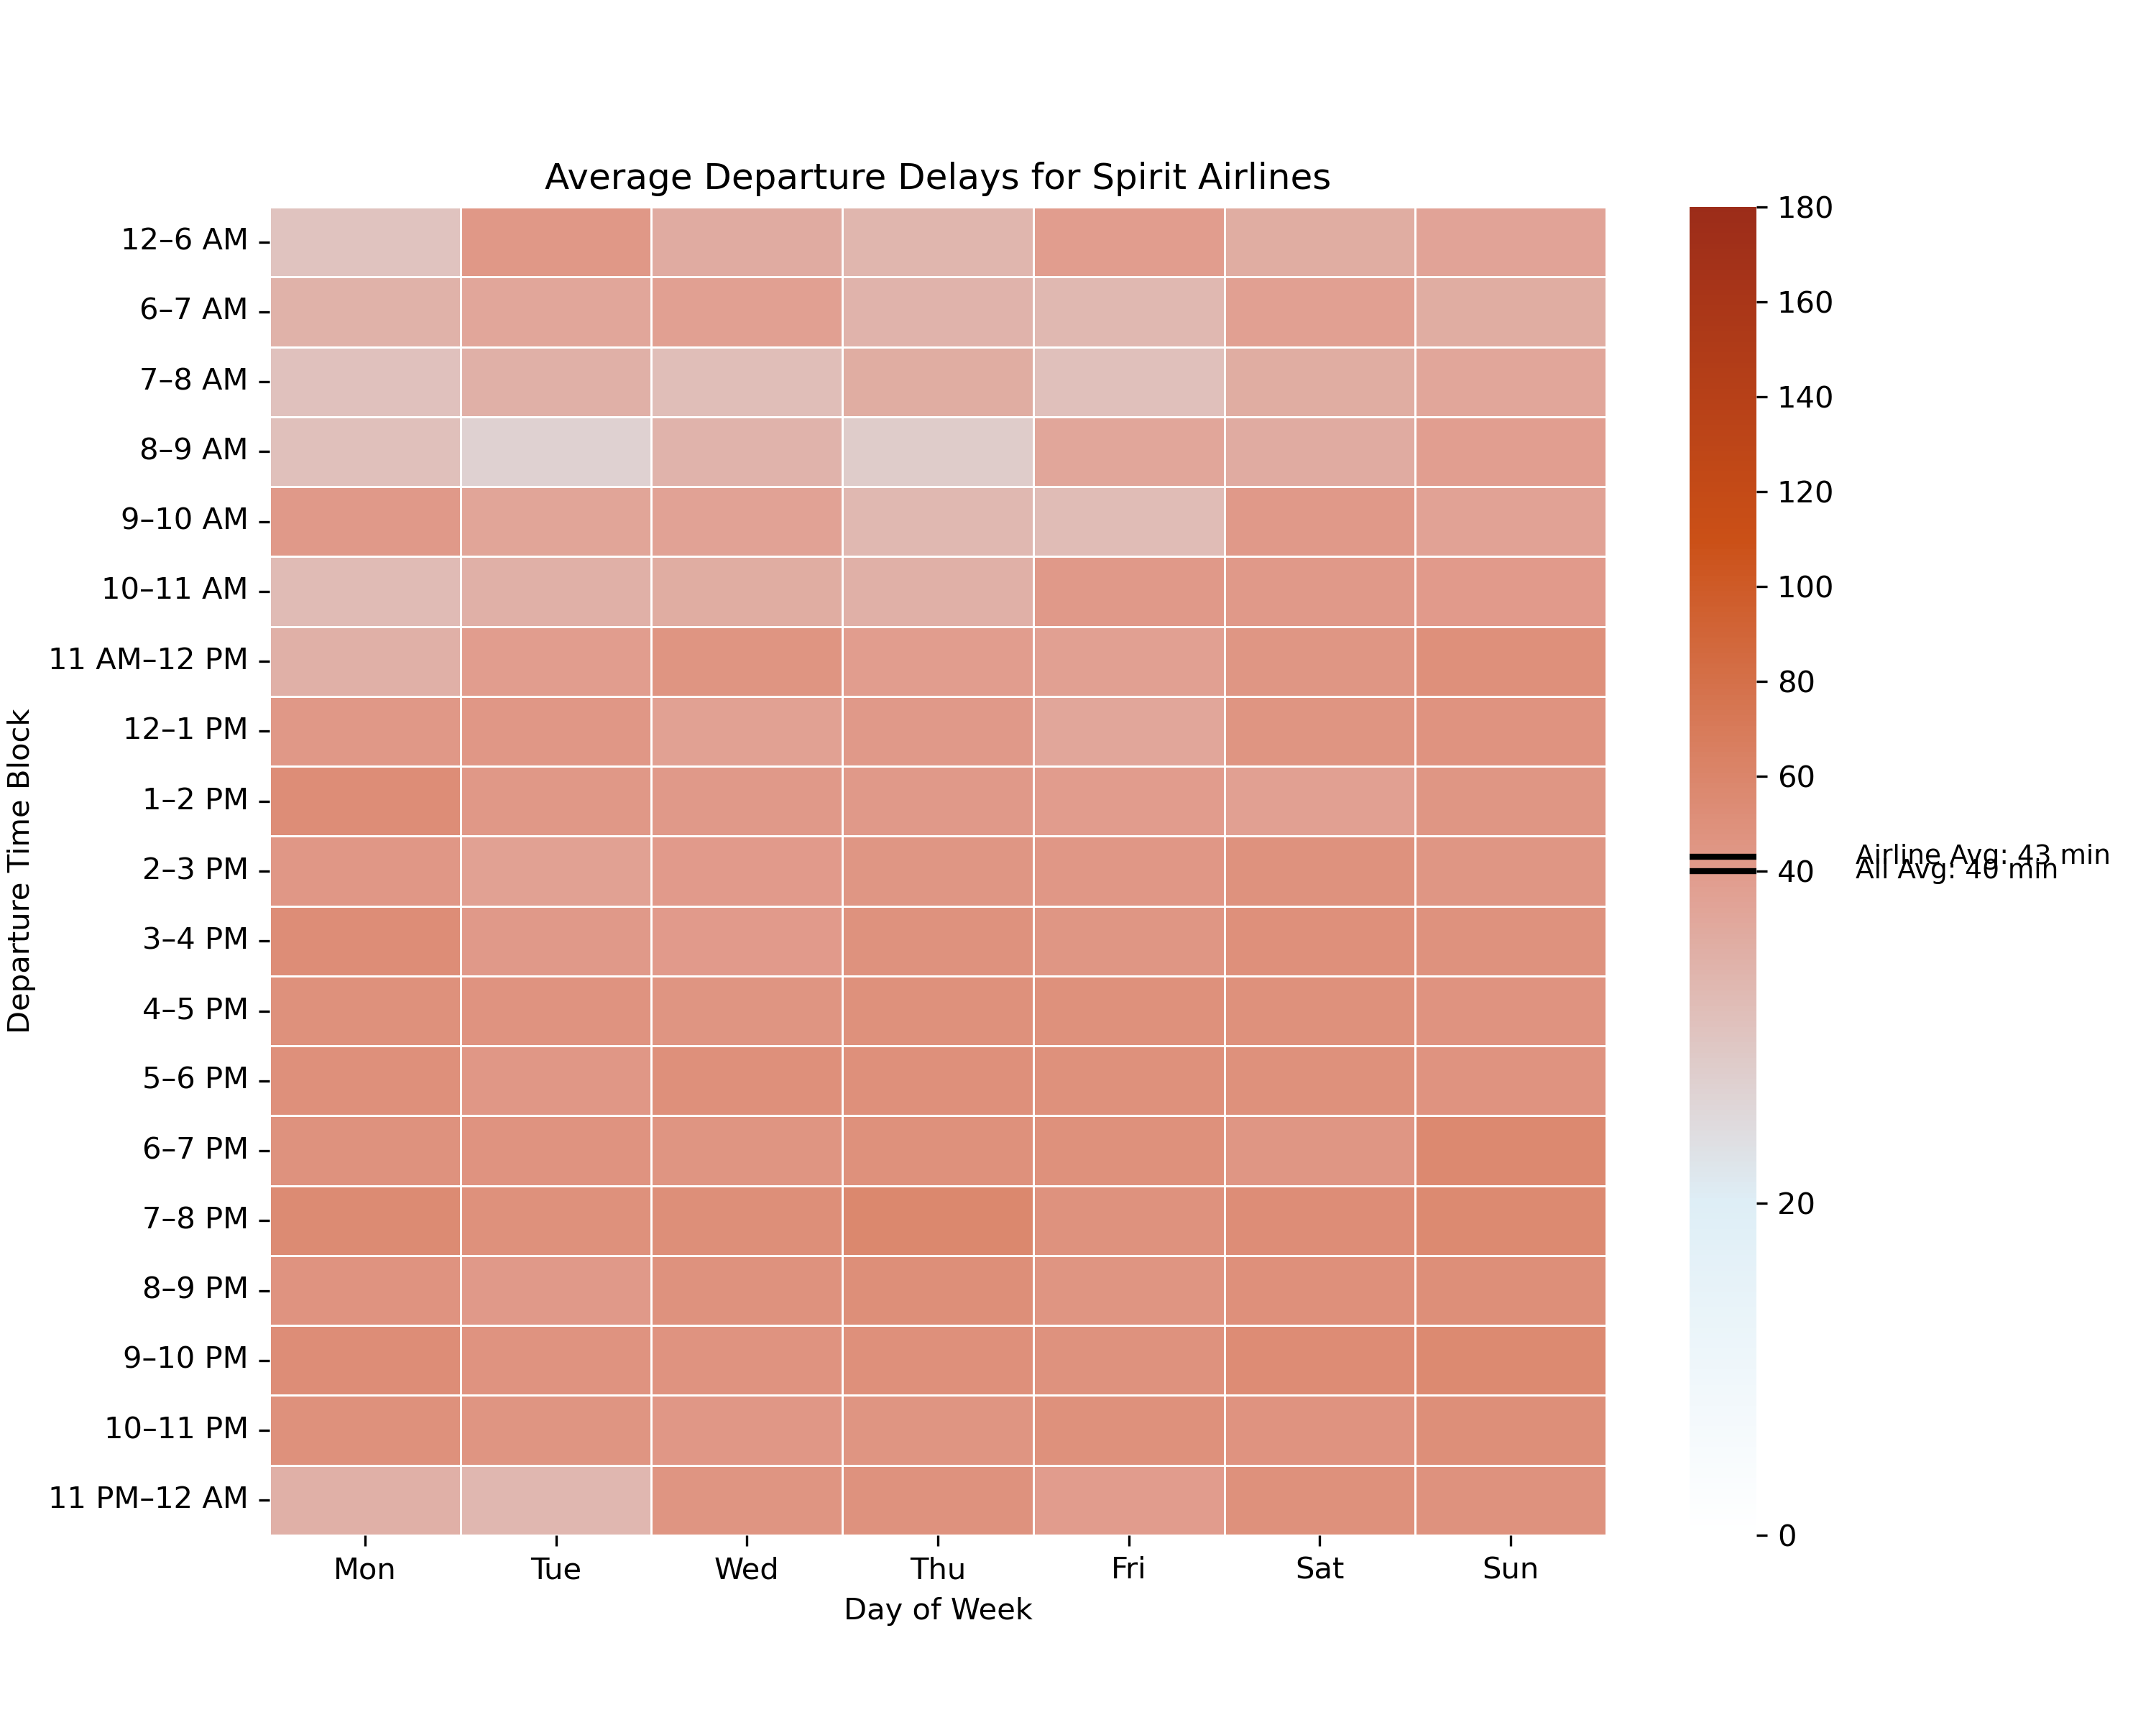 Average Departure Delays for Spirit Airlines
Departure Time Block
12–6 AM
6–7 AM
7–8 AM
8–9 AM
9–10 AM
10–11 AM
11 AM–12 PM
12–1 PM
1–2 PM
2–3 PM
3–4 PM
4–5 PM
5–6 PM
6–7 PM
7–8 PM
8–9 PM
9–10 PM
10–11 PM
11 PM–12 AM
Mon Tue Wed Thu Fri Sat Sun
Day of Week
180
160
140
120
100
80
60
40
20
0
Airline Avg: 43 min
All Avg: 40 min